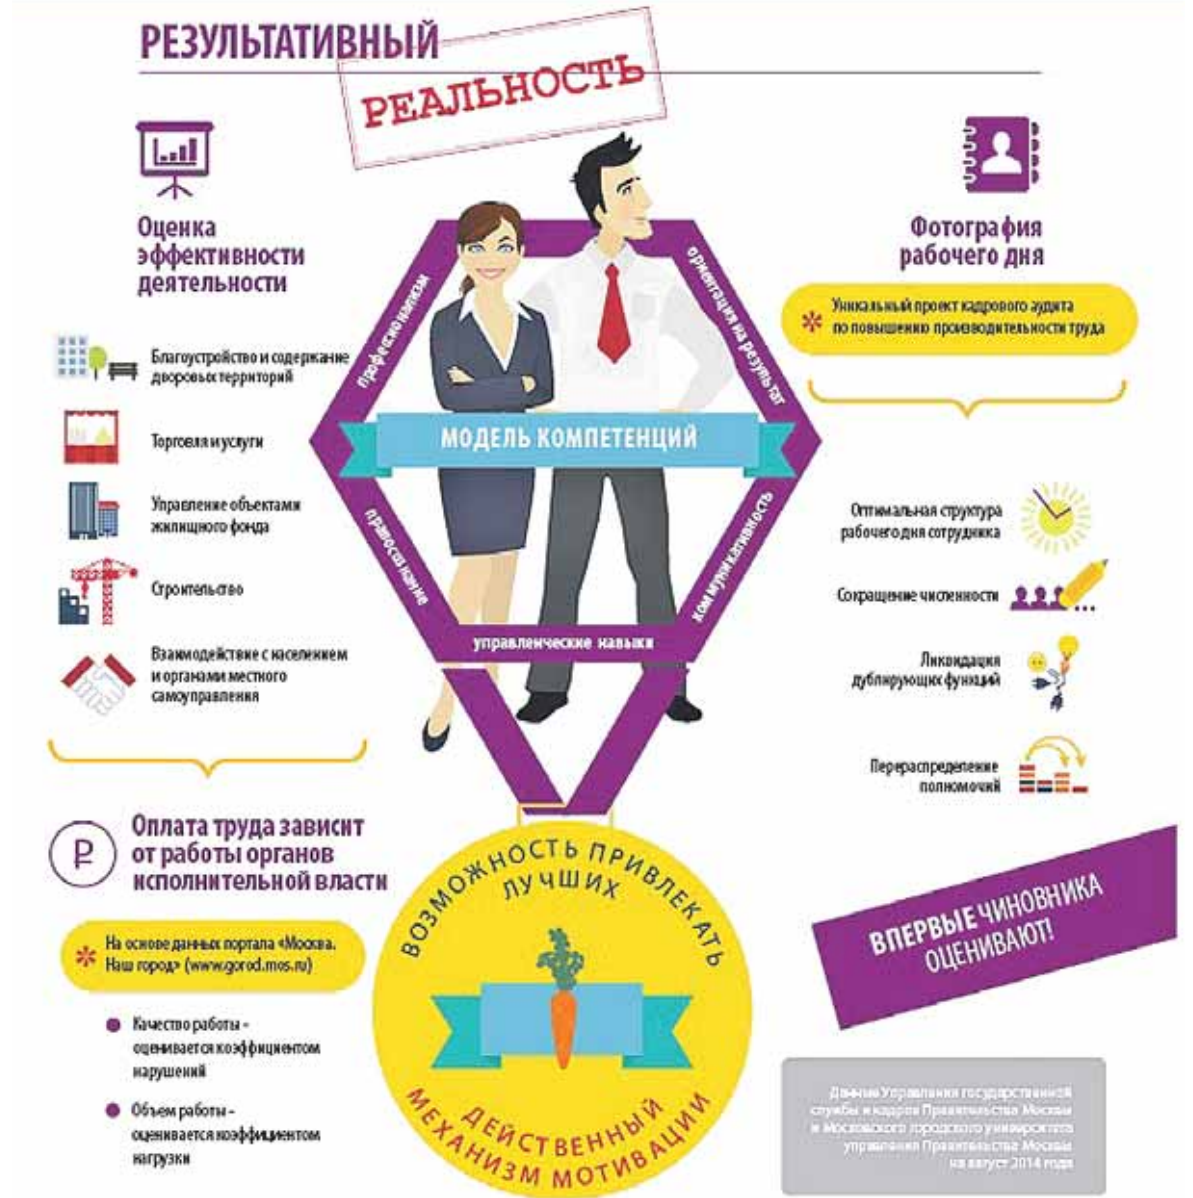 РЕЗУЛЬТАТИВНЫЙ
РЕАЛЬНОСТЬ
Оценка
эффективности
деятельности
Благоустройство и содержание
дворовых территорий
Торговля и услуги
Управление объектами
жилищного фонда
Строительство
Взаимодействие с населением
и органами местного
самоуправления
Оплата труда зависит
от работы органов
исполнительной власти
* На основе данных портала «Москва.
Наш город» (www.gorod.mos.ru)
Качество работы -
оценивается коэффициентом
нарушений
Объем работы -
оценивается коэффициентом
нагрузки
профессионализм
ориентация на результат
МОДЕЛЬ КОМПЕТЕНЦИЙ
правосознание
коммуникативность
управленческие навыки
ВОЗМОЖНОСТЬ ПРИВЛЕКАТЬ
ЛУЧШИХ
ДЕЙСТВЕННЫЙ
МЕХАНИЗМ МОТИВАЦИИ
Фотография
рабочего дня
* Уникальный проект кадрового аудита
по повышению производительности труда
Оптимальная структура
рабочего дня сотрудника
Сокращение численности
Ликвидация
дублирующих функций
Перераспределение
полномочий
ВПЕРВЫЕ ЧИНОВНИКА
ОЦЕНИВАЮТ!
Данные Управления государственной
службы и кадров Правительства Москвы
и Московского городского университета
управления Правительства Москвы
на август 2014 года